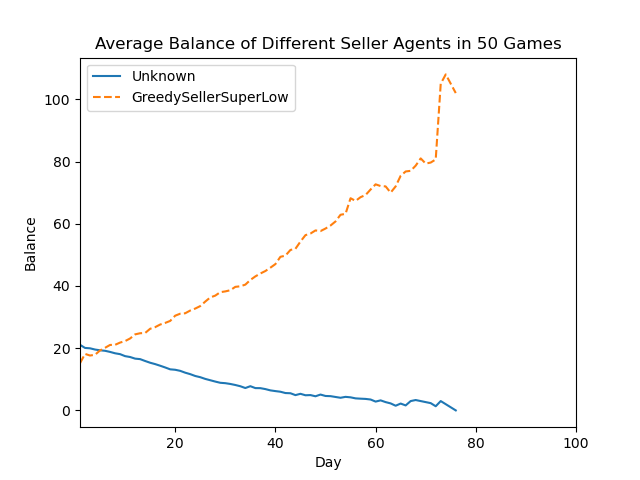 Average Balance of Different Seller Agents in 50 Games
Unknown
GreedySellerSuperLow
Balance
100
80
60
40
20
0
20 40 60 80 100
Day